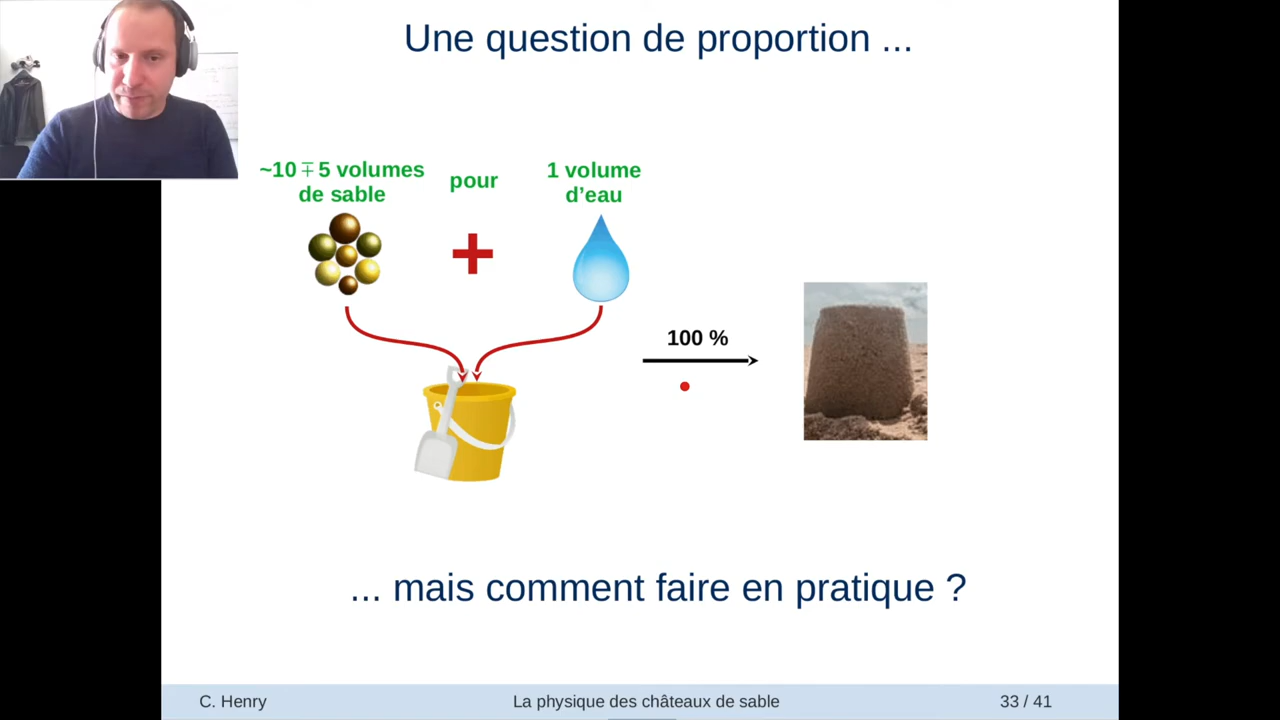 Une question de proportion ...
~10 ∓ 5 volumes
de sable
pour
1 volume
d’eau
100 %
... mais comment faire en pratique ?
C. Henry
La physique des châteaux de sable
33 / 41